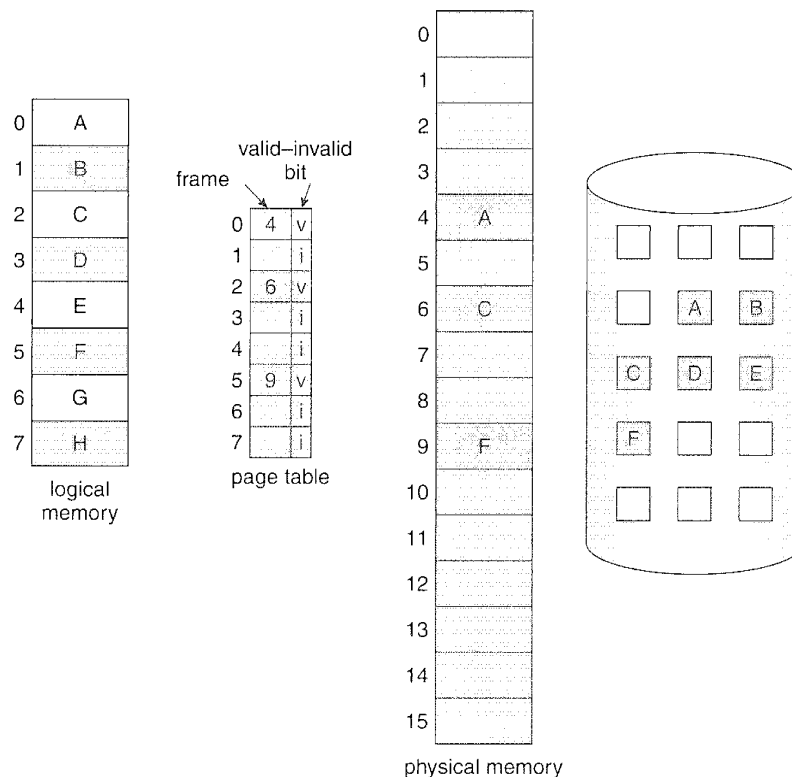 0 A
1 B
2 C
3 D
4 E
5 F
6 G
7 H
logical
memory
valid–invalid
bit
frame
0 4 v
1 i
2 6 v
3 i
4 i
5 9 v
6 i
7 i
page table
0
1
2
3
4 A
5
6 C
7
8
9 F
10
11
12
13
14
15
physical memory
A B
C D E
F